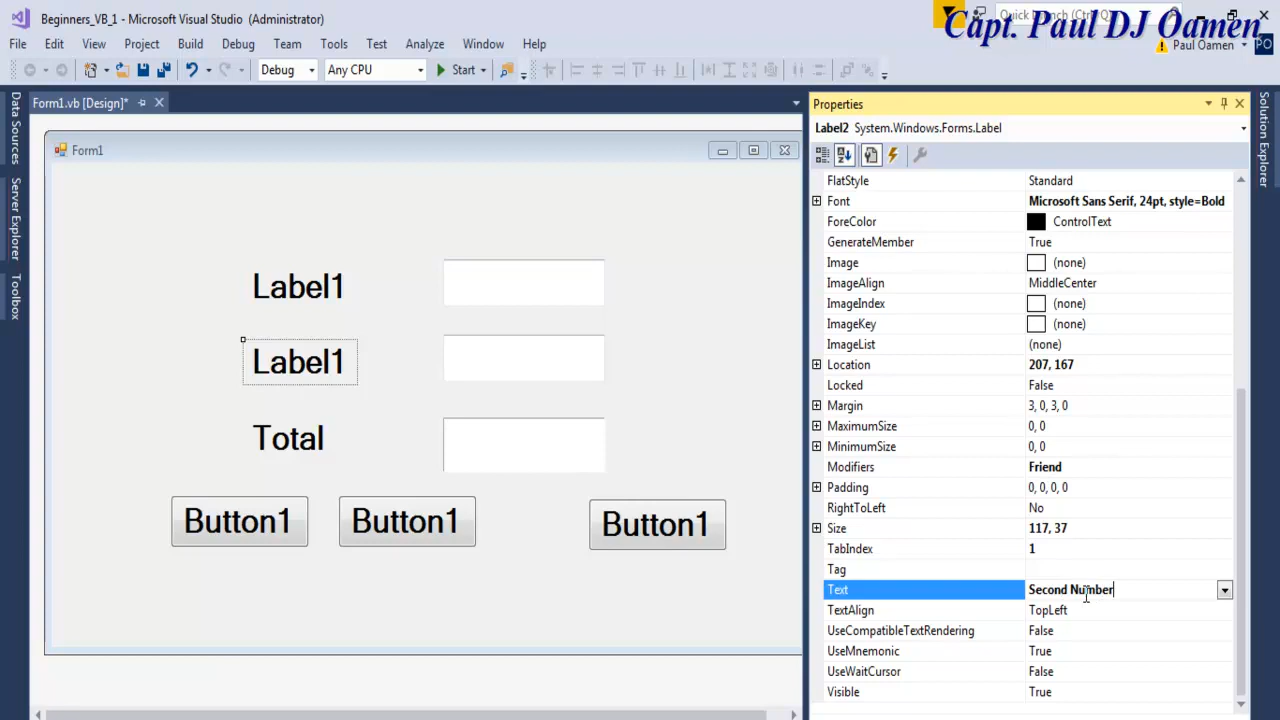 Beginners_VB_1 - Microsoft Visual Studio (Administrator)
Quick Launch (Ctrl+Q)
Capt. Paul DJ Oamen
File Edit View Project Build Debug Team Tools Test Analyze Window Help
Paul Oamen PO
Debug Any CPU Start
Form1.vb [Design]*
Properties
Data Sources
Server Explorer
Toolbox
Solution Explorer
Form1
Label1
Label1
Total
Button1 Button1 Button1
Label2 System.Windows.Forms.Label
FlatStyle Standard
Font Microsoft Sans Serif, 24pt, style=Bold
ForeColor ControlText
GenerateMember True
Image (none)
ImageAlign MiddleCenter
ImageIndex (none)
ImageKey (none)
ImageList (none)
Location 207, 167
Locked False
Margin 3, 0, 3, 0
MaximumSize 0, 0
MinimumSize 0, 0
Modifiers Friend
Padding 0, 0, 0, 0
RightToLeft No
Size 117, 37
TabIndex 1
Tag
Text Second Number
TextAlign TopLeft
UseCompatibleTextRendering False
UseMnemonic True
UseWaitCursor False
Visible True